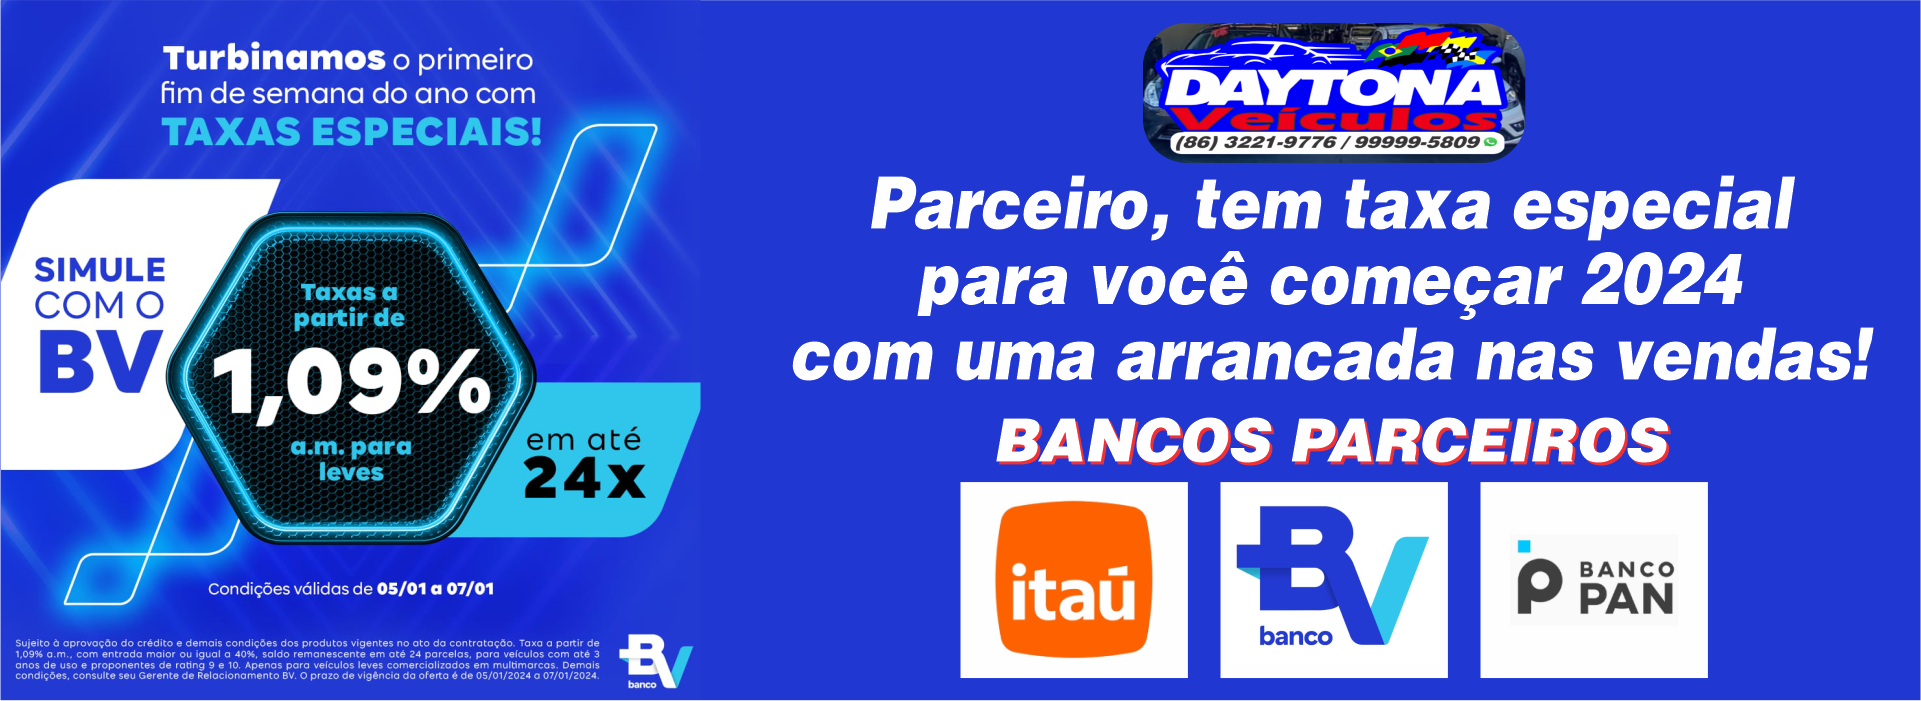 Turbinamos o primeiro
fim de semana do ano com
TAXAS ESPECIAIS!
SIMULE
COM O
BV
Taxas a
partir de
1,09%
a.m. para
leves
em até
24x
Condições válidas de 05/01 a 07/01
Sujeito à aprovação do crédito e demais condições dos produtos vigentes no ato da contratação. Taxa a partir de
1,09% a.m., com entrada maior ou igual a 40%, saldo remanescente em até 24 parcelas, para veículos com até 3
anos de uso e proponentes de rating 9 e 10. Apenas para veículos leves comercializados em multimarcas. Demais
condições, consulte seu Gerente de Relacionamento BV. O prazo de vigência da oferta é de 05/01/2024 a 07/01/2024.
BV
banco
DAYTONA
Veículos
(86) 3221-9776 / 99999-5809
Parceiro, tem taxa especial
para você começar 2024
com uma arrancada nas vendas!
BANCOS PARCEIROS
itaú
BV
banco
BANCO
PAN